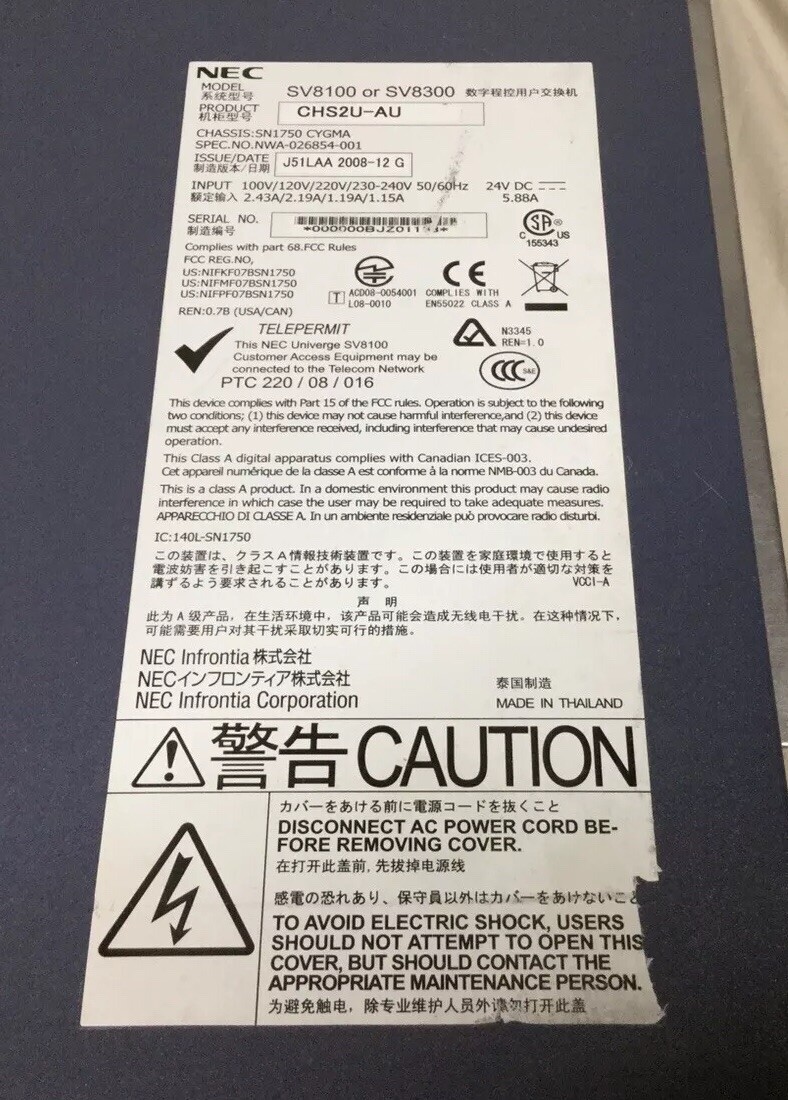 NEC
MODEL
系统型号
SV8100 or SV8300 数字程控用户交换机
PRODUCT
机柜型号
CHS2U-AU
CHASSIS:SN1750 CYGMA
SPEC.NO.NWA-026854-001
ISSUE/DATE
制造版本/日期
J51LAA 2008-12 G
INPUT 100V/120V/220V/230-240V 50/60Hz 24V DC
额定输入 2.43A/2.19A/1.19A/1.15A 5.88A
SERIAL NO.
制造编号
Complies with part 68.FCC Rules
FCC REG.NO,
US:NIFKF07BSN1750
US:NIFMF07BSN1750
US:NIFPF07BSN1750
REN:0.7B (USA/CAN)
SA ®
C US
155343
T ACD08-0054001
L08-0010
CE
COMPLIES WITH
EN55022 CLASS A
TELEPERMIT
This NEC Univerge SV8100
Customer Access Equipment may be
connected to the Telecom Network
PTC 220 / 08 / 016
N3345
REN=1.0
CCC S&E
This device complies with Part 15 of the FCC rules. Operation is subject to the following
two conditions; (1) this device may not cause harmful interference,and (2) this device
must accept any interference received, including interference that may cause undesired
operation.
This Class A digital apparatus complies with Canadian ICES-003.
Cet appareil numérique de la classe A est conforme à la norme NMB-003 du Canada.
This is a class A product. In a domestic environment this product may cause radio
interference in which case the user may be required to take adequate measures.
APPARECCHIO DI CLASSE A. In un ambiente residenziale può provocare radio disturbi.
IC:140L-SN1750
この装置は、クラスA情報技術装置です。この装置を家庭環境で使用すると
電波妨害を引き起こすことがあります。この場合には使用者が適切な対策を
講ずるよう要求されることがあります。 VCCI-A
声 明
此为 A 级产品，在生活环境中，该产品可能会造成无线电干扰。在这种情况下，
可能需要用户对其干扰采取切实可行的措施。
NEC Infrontia 株式会社
NECインフロンティア株式会社
NEC Infrontia Corporation
泰国制造
MADE IN THAILAND
警告 CAUTION
カバーをあける前に電源コードを抜くこと
DISCONNECT AC POWER CORD BE-
FORE REMOVING COVER.
在打开此盖前, 先拔掉电源线
感電の恐れあり、保守員以外はカバーをあけないこと
TO AVOID ELECTRIC SHOCK, USERS
SHOULD NOT ATTEMPT TO OPEN THIS
COVER, BUT SHOULD CONTACT THE
APPROPRIATE MAINTENANCE PERSON.
为避免触电，除专业维护人员外请勿打开此盖